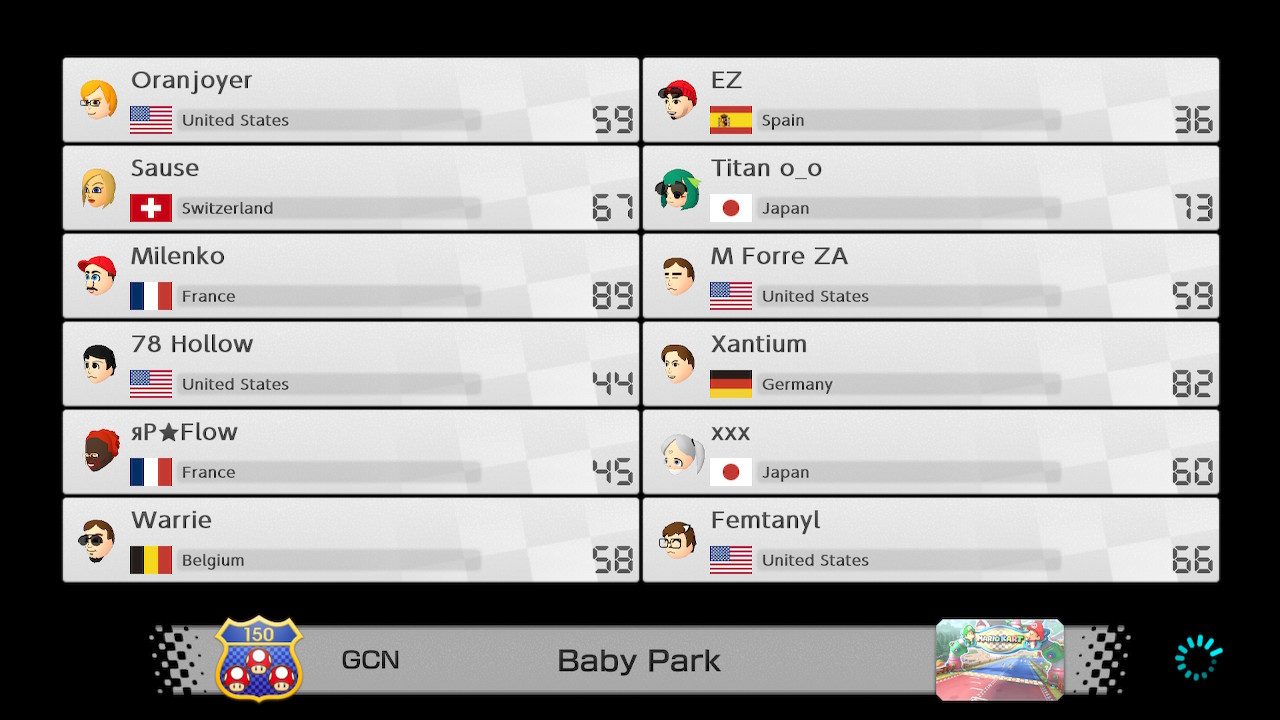 Oranjoyer
United States
59
EZ
Spain
36
Sause
Switzerland
67
Titan o_o
Japan
73
Milenko
France
89
M Forre ZA
United States
59
78 Hollow
United States
44
Xantium
Germany
82
яP★Flow
France
45
xxx
Japan
60
Warrie
Belgium
58
Femtanyl
United States
66
150
GCN
Baby Park
MARIO KART